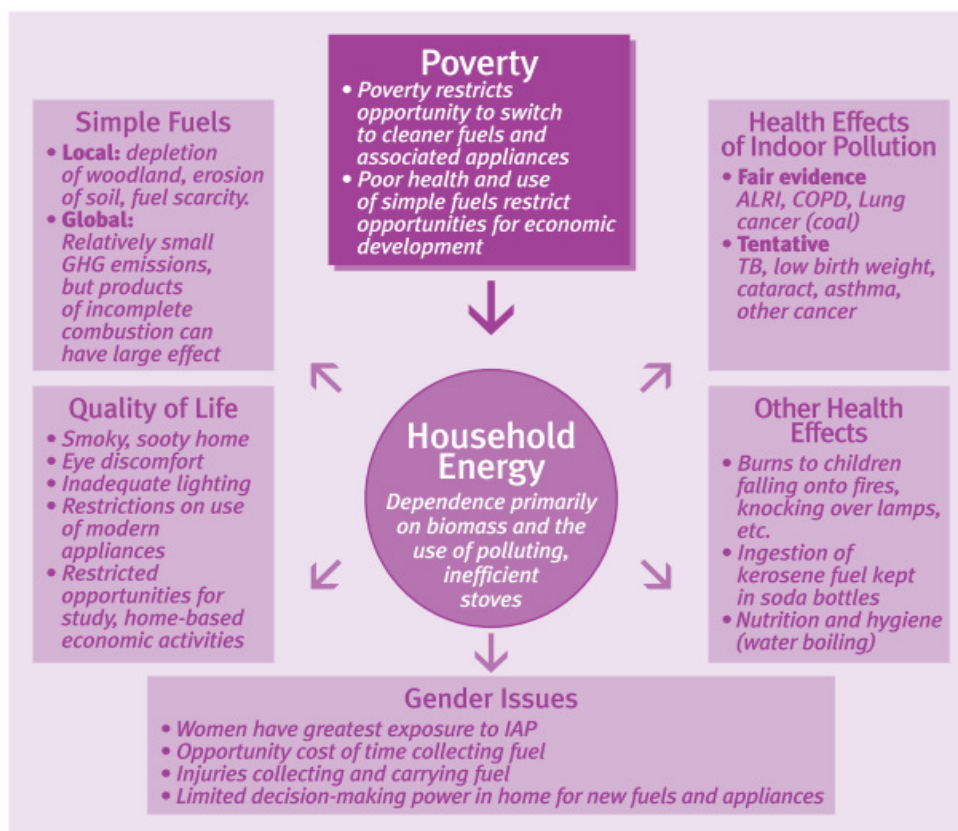 Poverty
• Poverty restricts
opportunity to switch
to cleaner fuels and
associated appliances
• Poor health and use
of simple fuels restrict
opportunities for economic
development
Simple Fuels
• Local: depletion
of woodland, erosion
of soil, fuel scarcity.
• Global:
Relatively small
GHG emissions,
but products
of incomplete
combustion can
have large effect
Health Effects
of Indoor Pollution
• Fair evidence
ALRI, COPD, Lung
cancer (coal)
• Tentative
TB, low birth weight,
cataract, asthma,
other cancer
Quality of Life
• Smoky, sooty home
• Eye discomfort
• Inadequate lighting
• Restrictions on use
of modern
appliances
• Restricted
opportunities for
study, home-based
economic activities
Household
Energy
Dependence primarily
on biomass and the
use of polluting,
inefficient
stoves
Other Health
Effects
• Burns to children
falling onto fires,
knocking over lamps,
etc.
• Ingestion of
kerosene fuel kept
in soda bottles
• Nutrition and hygiene
(water boiling)
Gender Issues
• Women have greatest exposure to IAP
• Opportunity cost of time collecting fuel
• Injuries collecting and carrying fuel
• Limited decision-making power in home for new fuels and appliances